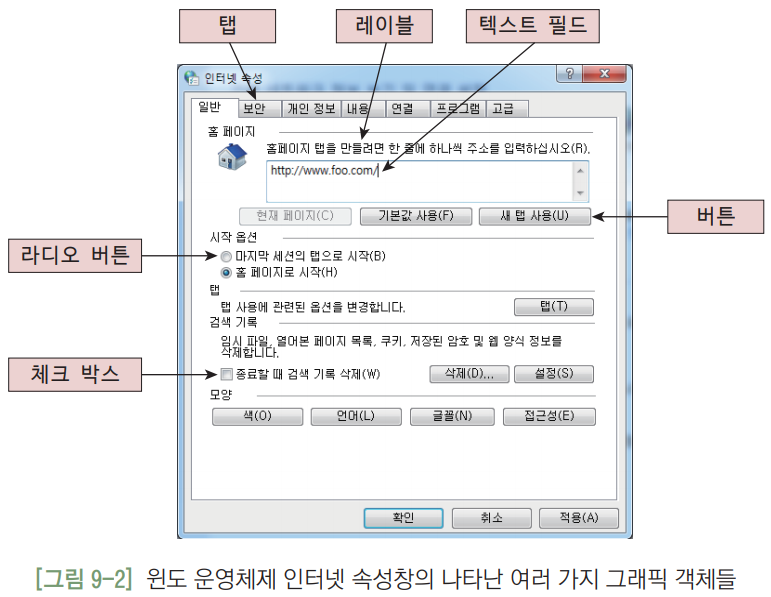 탭 레이블 텍스트 필드
인터넷 속성
일반 보안 개인 정보 내용 연결 프로그램 고급
홈 페이지
홈페이지 탭을 만들려면 한 줄에 하나씩 주소를 입력하십시오(R).
http://www.foo.com/
현재 페이지(C) 기본값 사용(F) 새 탭 사용(U)
버튼
시작 옵션
라디오 버튼
마지막 세션의 탭으로 시작(B)
홈 페이지로 시작(H)
탭
탭 사용에 관련된 옵션을 변경합니다. 탭(T)
검색 기록
임시 파일, 열어본 페이지 목록, 쿠키, 저장된 암호 및 웹 양식 정보를
삭제합니다.
체크 박스
종료할 때 검색 기록 삭제(W) 삭제(D)... 설정(S)
모양
색(O) 언어(L) 글꼴(N) 접근성(E)
확인 취소 적용(A)
[그림 9-2] 윈도 운영체제 인터넷 속성창의 나타난 여러 가지 그래픽 객체들